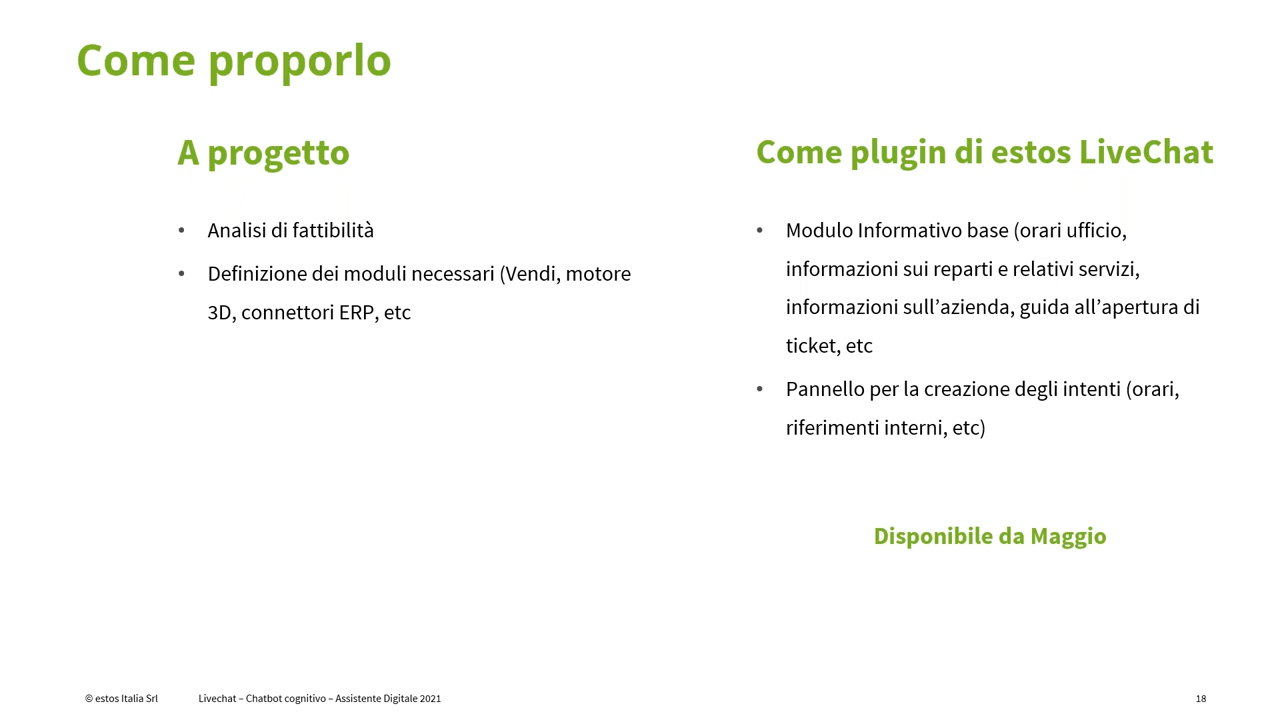 Come proporlo
A progetto
• Analisi di fattibilità
• Definizione dei moduli necessari (Vendi, motore
3D, connettori ERP, etc
Come plugin di estos LiveChat
• Modulo Informativo base (orari ufficio,
informazioni sui reparti e relativi servizi,
informazioni sull’azienda, guida all’apertura di
ticket, etc
• Pannello per la creazione degli intenti (orari,
riferimenti interni, etc)
Disponibile da Maggio
© estos Italia Srl
Livechat – Chatbot cognitivo – Assistente Digitale 2021
18